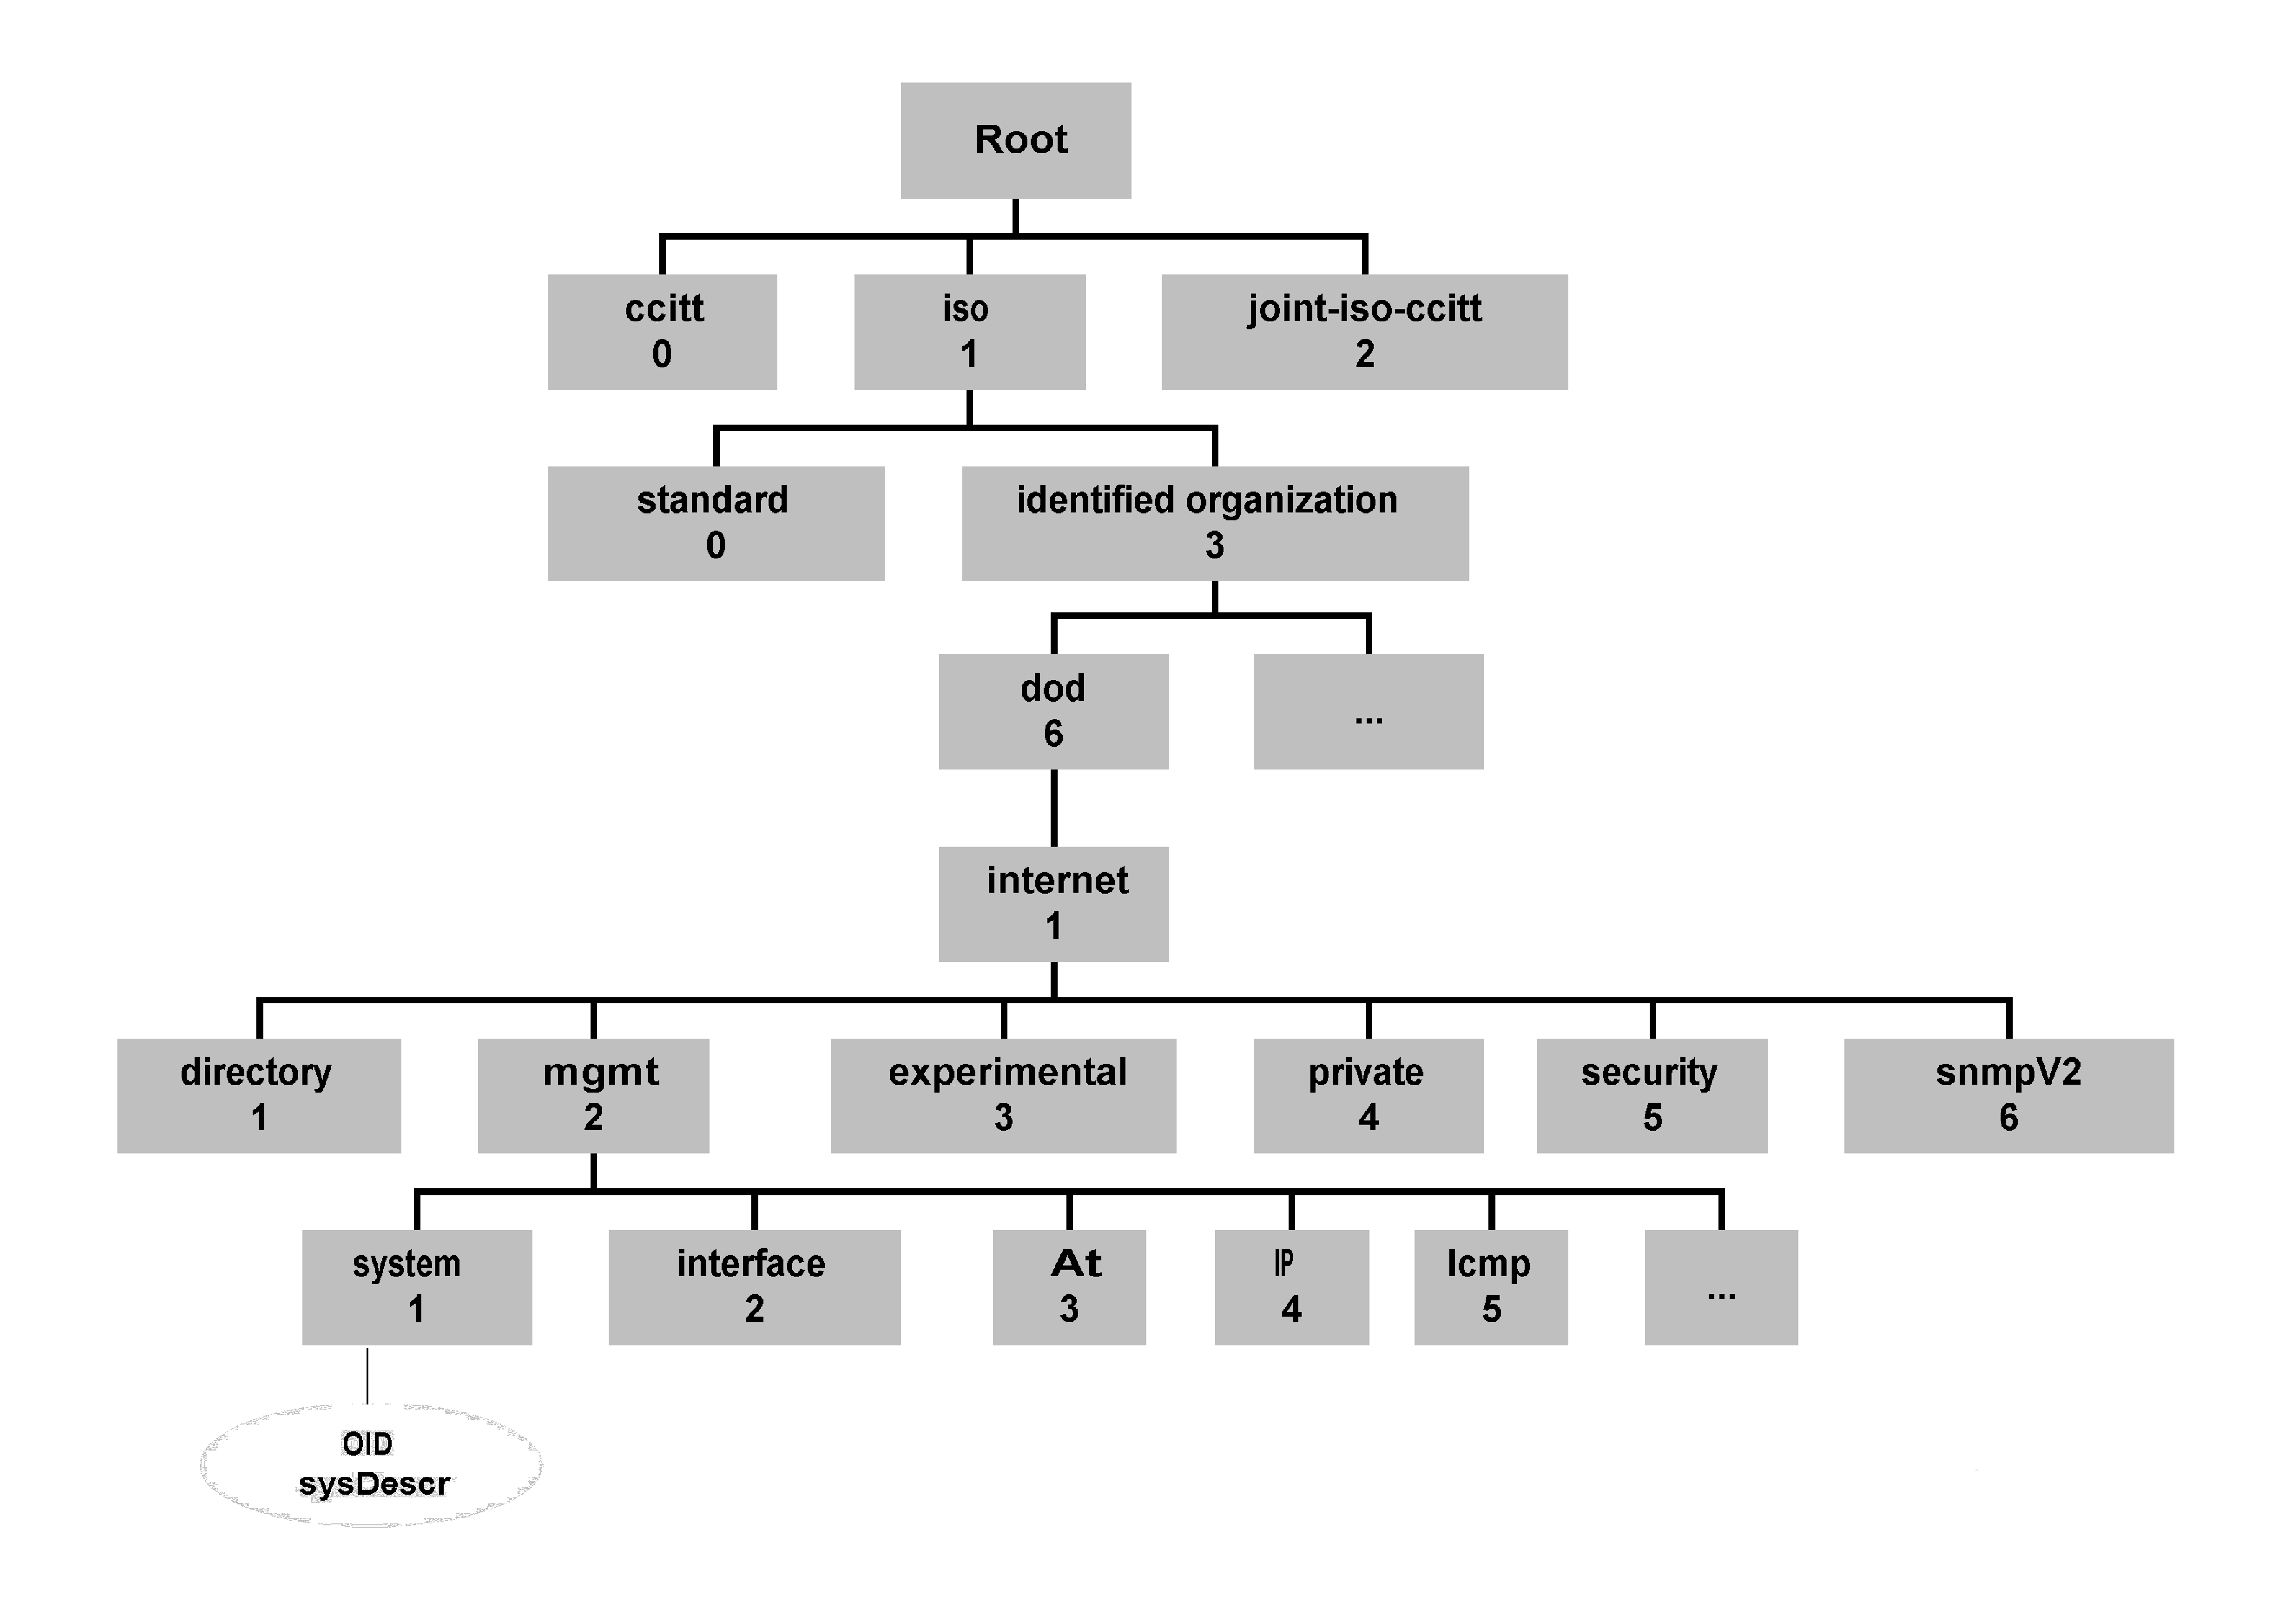 Root
ccitt
0
iso
1
joint-iso-ccitt
2
standard
0
identified organization
3
dod
6
...
internet
1
directory
1
mgmt
2
experimental
3
private
4
security
5
snmpV2
6
system
1
interface
2
At
3
IP
4
Icmp
5
...
OID
sysDescr